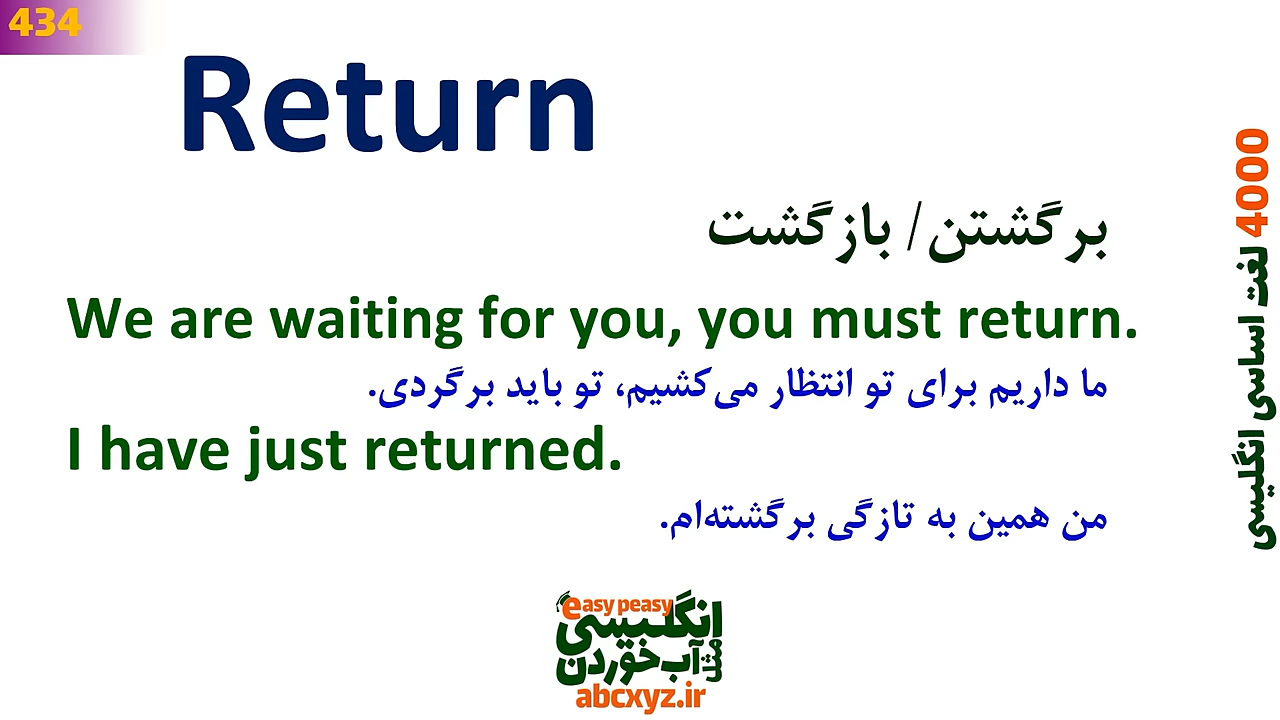 434
Return
برگشتن/ بازگشت
We are waiting for you, you must return.
ما داریم برای تو انتظار می‌کشیم، تو باید برگردی.
I have just returned.
من همین به تازگی برگشته‌ام.
4000 لغت اساسی انگلیسی
easy peasy
انگلیسی
مثل آب خوردن
abcxyz.ir